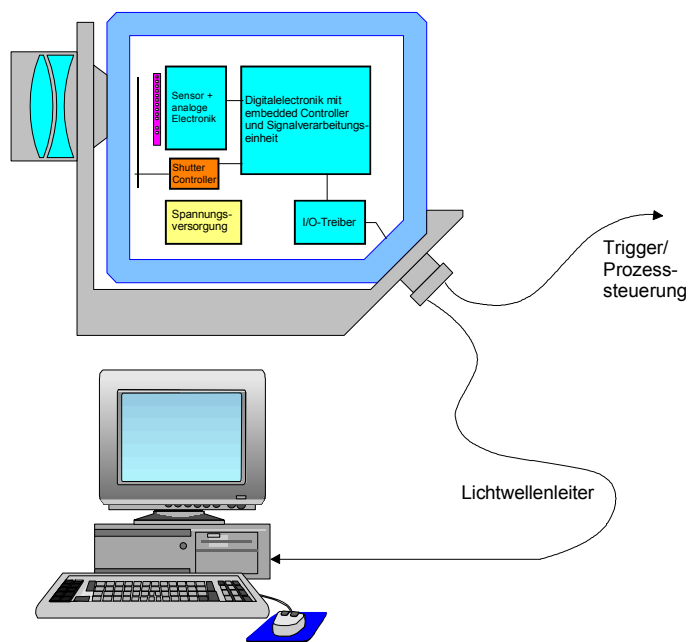 Sensor +
analoge
Electronik
Digitalelectronik mit
embedded Controller
und Signalverarbeitungs-
einheit
Shutter
Controller
Spannungs-
versorgung
I/O-Treiber
Trigger/
Prozess-
steuerung
Lichtwellenleiter